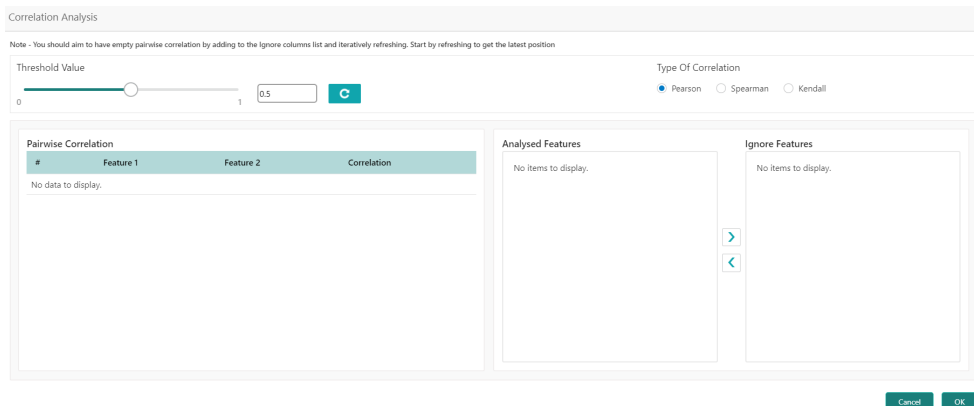 Correlation Analysis
Note - You should aim to have empty pairwise correlation by adding to the Ignore columns list and iteratively refreshing. Start by refreshing to get the latest position
Threshold Value
0
1
0.5
Type Of Correlation
Pearson Spearman Kendall
Pairwise Correlation
# Feature 1 Feature 2 Correlation
No data to display.
Analysed Features
No items to display.
Ignore Features
No items to display.
Cancel OK